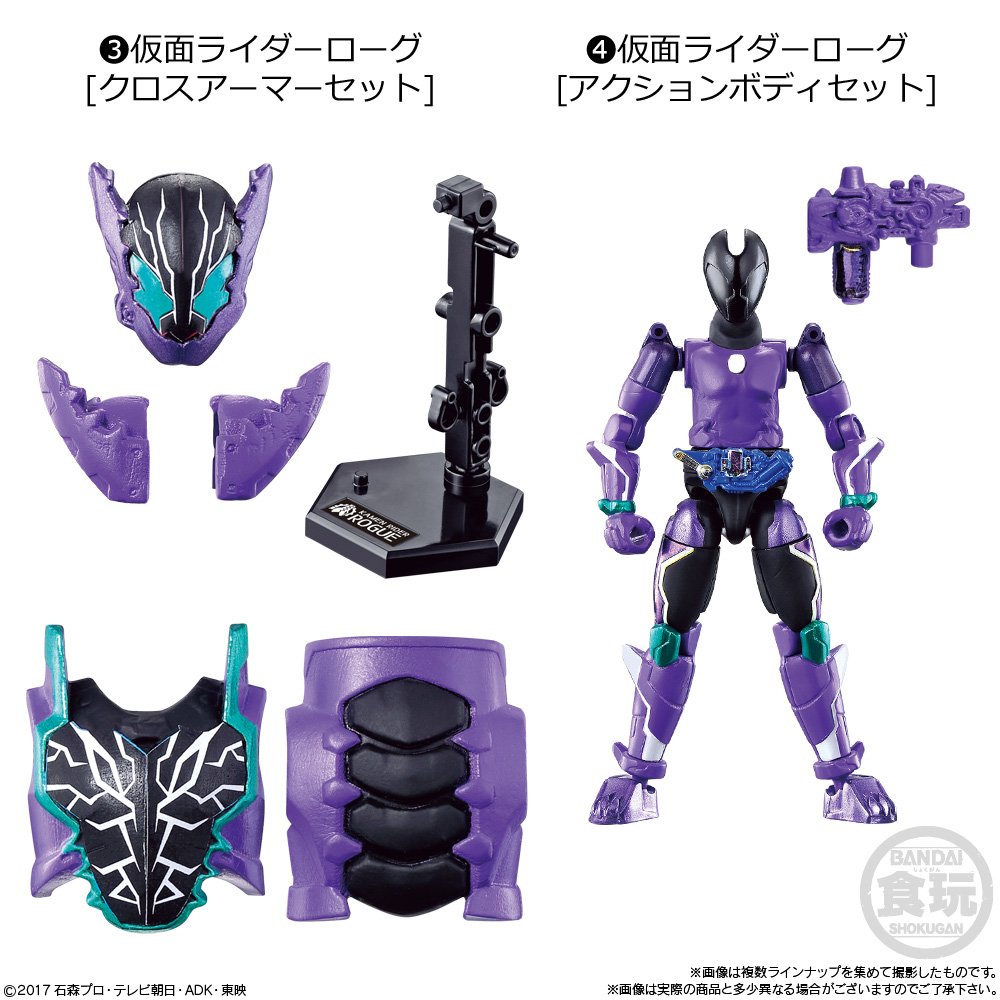 ❸仮面ライダーローグ
[クロスアーマーセット]
❹仮面ライダーローグ
[アクションボディセット]
KAMEN RIDER
ROGUE
BANDAI
しょくがん
食玩
SHOKUGAN
※画像は複数ラインナップを集めて撮影したものです。
※画像は実際の商品と多少異なる場合がございますのでご了承下さい。
©2017 石森プロ・テレビ朝日・ADK・東映